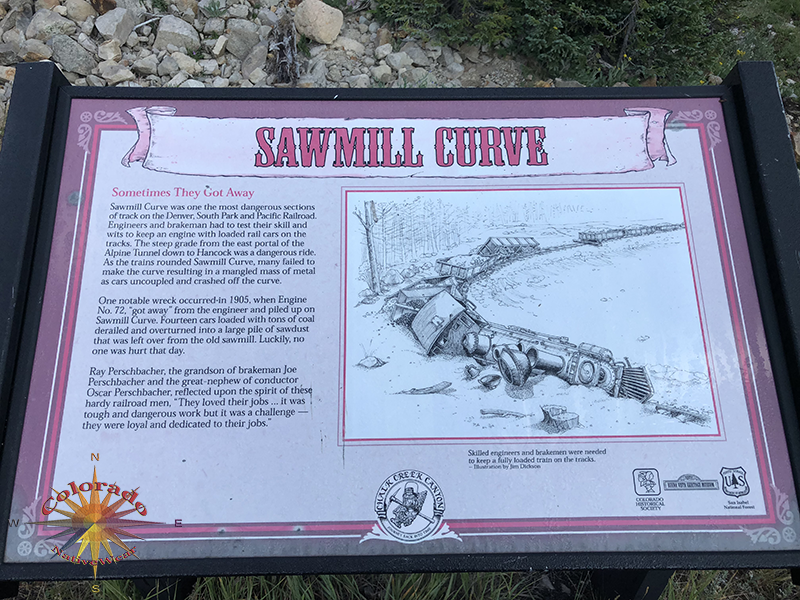 SAWMILL CURVE
Sometimes They Got Away
Sawmill Curve was one the most dangerous sections
of track on the Denver, South Park and Pacific Railroad.
Engineers and brakeman had to test their skill and
wits to keep an engine with loaded rail cars on the
tracks. The steep grade from the east portal of the
Alpine Tunnel down to Hancock was a dangerous ride.
As the trains rounded Sawmill Curve, many failed to
make the curve resulting in a mangled mass of metal
as cars uncoupled and crashed off the curve.
One notable wreck occurred in 1905, when Engine
No. 72, "got away" from the engineer and piled up on
Sawmill Curve. Fourteen cars loaded with tons of coal
derailed and overturned into a large pile of sawdust
that was left over from the old sawmill. Luckily, no
one was hurt that day.
Ray Perschbacher, the grandson of brakeman Joe
Perschbacher and the great-nephew of conductor
Oscar Perschbacher, reflected upon the spirit of these
hardy railroad men, "They loved their jobs ... it was
tough and dangerous work but it was a challenge —
they were loyal and dedicated to their jobs."
Skilled engineers and brakemen were needed
to keep a fully loaded train on the tracks.
– Illustration by Jim Dickson
CHALK CREEK CANYON
COLORADO
HISTORICAL
SOCIETY
BUENA VISTA HERITAGE MUSEUM
UAS
San Isabel
National Forest
N
Colorado
W
E
NativeWear
S